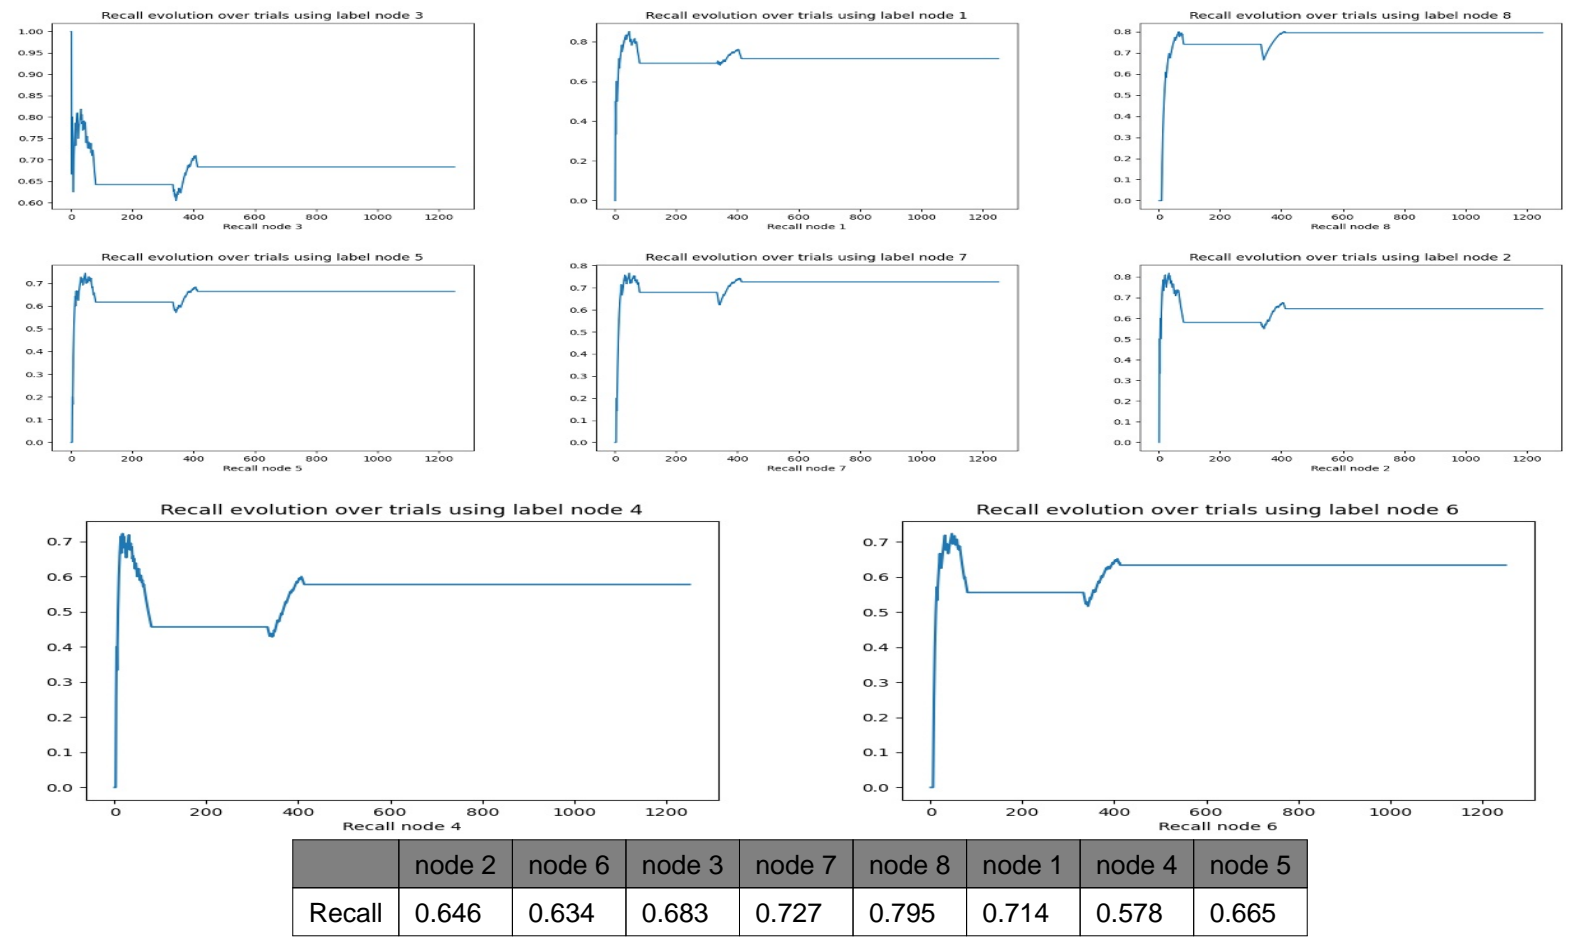 Recall evolution over trials using label node 3
1.00
0.95
0.90
0.85
0.80
0.75
0.70
0.65
0.60
0 200 400 600 800 1000 1200
Recall node 3
Recall evolution over trials using label node 1
0.8
0.6
0.4
0.2
0.0
0 200 400 600 800 1000 1200
Recall node 1
Recall evolution over trials using label node 8
0.8
0.7
0.6
0.5
0.4
0.3
0.2
0.1
0.0
0 200 400 600 800 1000 1200
Recall node 8
Recall evolution over trials using label node 5
0.7
0.6
0.5
0.4
0.3
0.2
0.1
0.0
0 200 400 600 800 1000 1200
Recall node 5
Recall evolution over trials using label node 7
0.8
0.7
0.6
0.5
0.4
0.3
0.2
0.1
0.0
0 200 400 600 800 1000 1200
Recall node 7
Recall evolution over trials using label node 2
0.8
0.7
0.6
0.5
0.4
0.3
0.2
0.1
0.0
0 200 400 600 800 1000 1200
Recall node 2
Recall evolution over trials using label node 4
0.7
0.6
0.5
0.4
0.3
0.2
0.1
0.0
0 200 400 600 800 1000 1200
Recall node 4
Recall evolution over trials using label node 6
0.7
0.6
0.5
0.4
0.3
0.2
0.1
0.0
0 200 400 600 800 1000 1200
Recall node 6
node 2 node 6 node 3 node 7 node 8 node 1 node 4 node 5
Recall 0.646 0.634 0.683 0.727 0.795 0.714 0.578 0.665